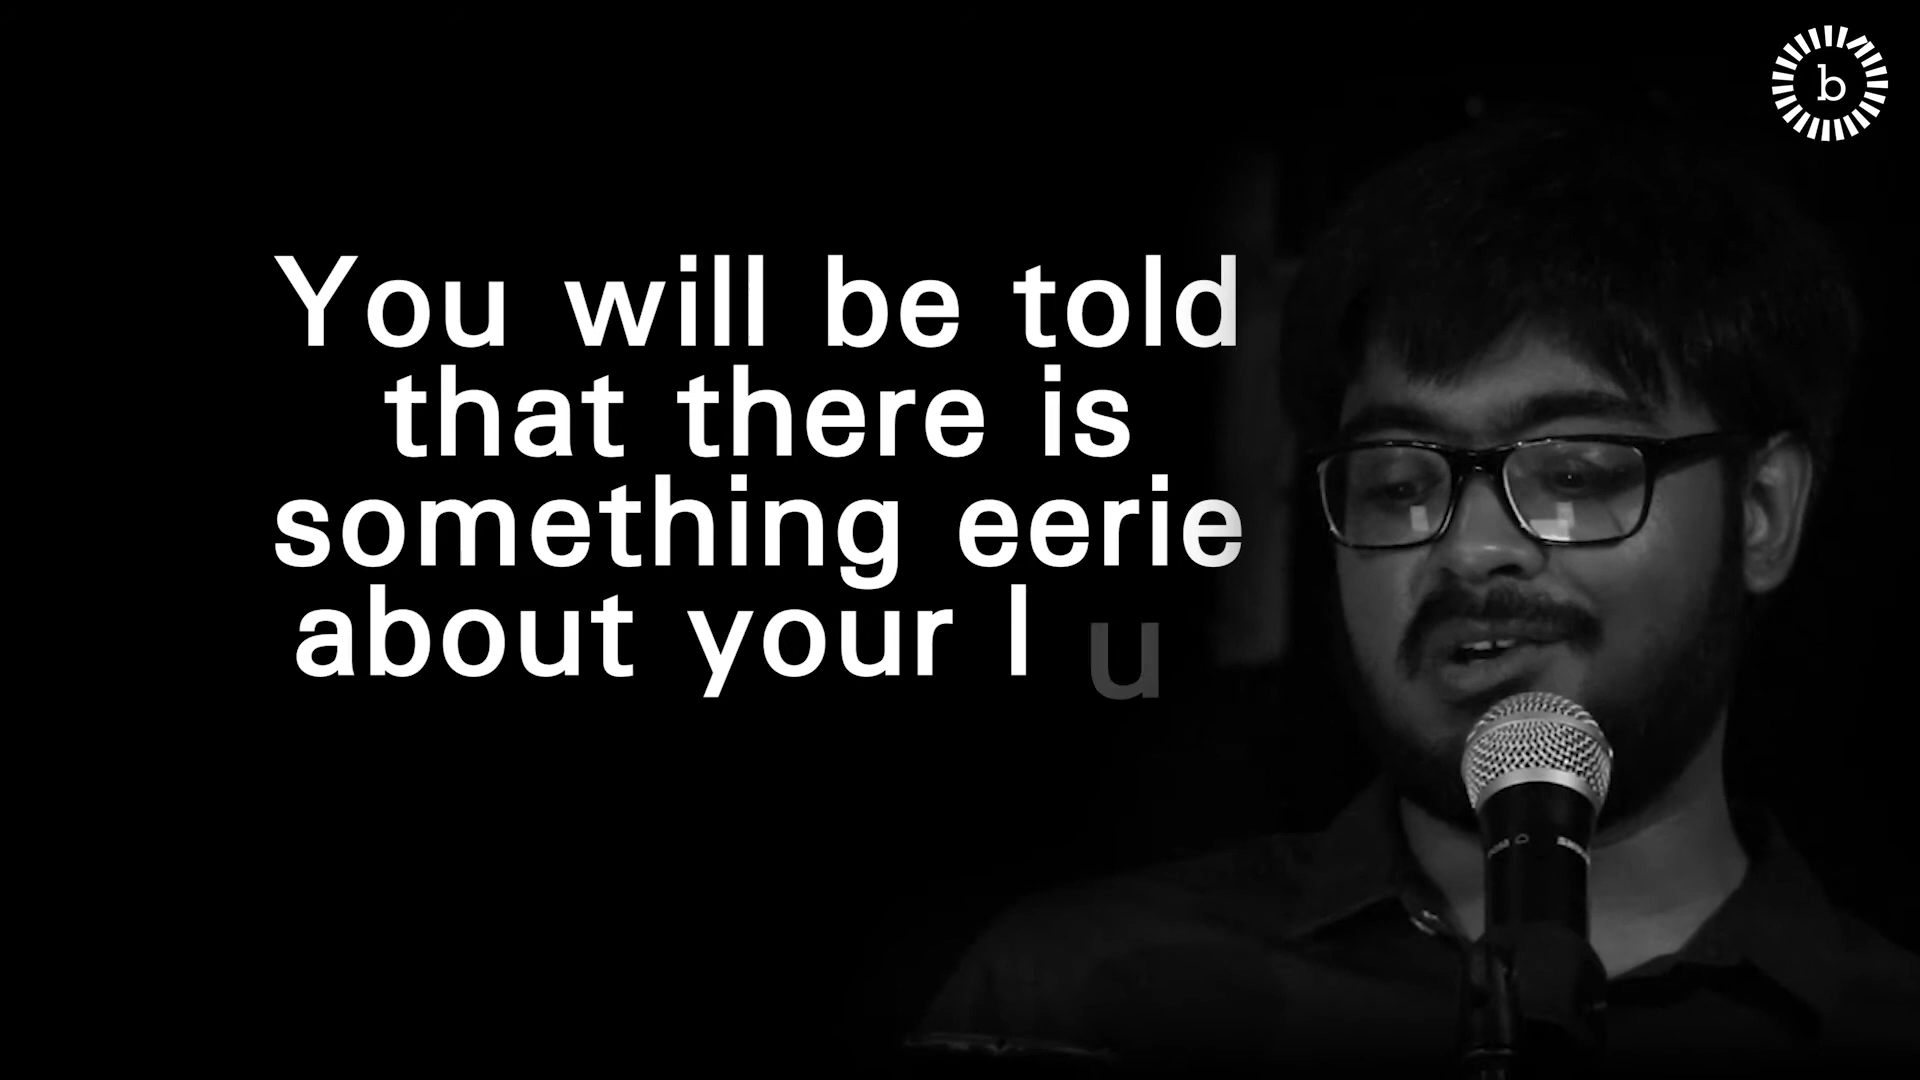 b
You will be told
that there is
something eerie
about your l u